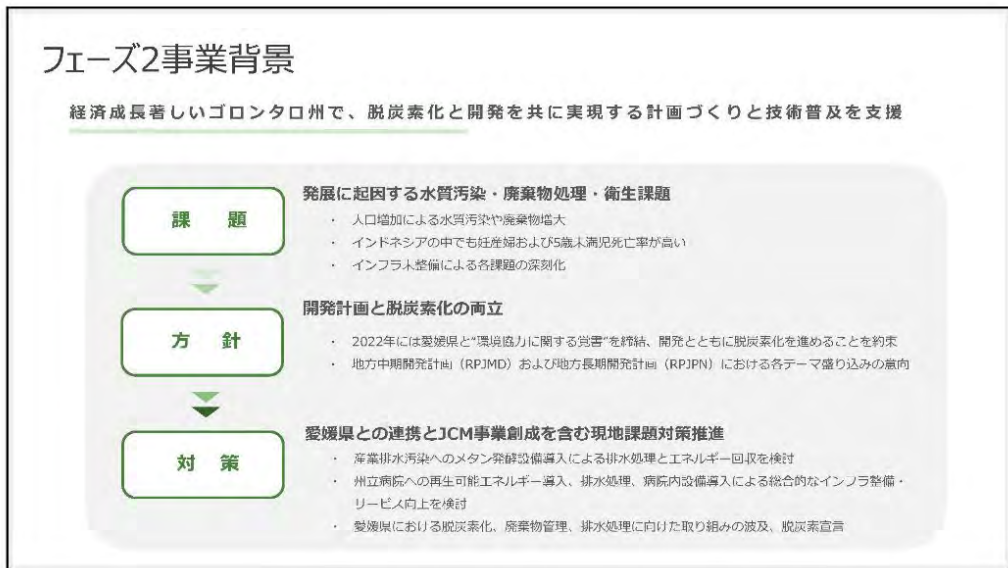 フェーズ2事業背景
経済成長著しいゴロンタロ州で、脱炭素化と開発を共に実現する計画づくりと技術普及を支援
課 題
発展に起因する水質汚染・廃棄物処理・衛生課題
・ 人口増加による水質汚染や廃棄物増大
・ インドネシアの中でも妊産婦および5歳未満児死亡率が高い
・ インフラ未整備による各課題の深刻化
方 針
開発計画と脱炭素化の両立
・ 2022年には愛媛県と“環境協力に関する覚書”を締結、開発とともに脱炭素化を進めることを約束
・ 地方中期開発計画（RPJMD）および地方長期開発計画（RPJPN）における各テーマ盛り込みの意向
対 策
愛媛県との連携とJCM事業創成を含む現地課題対策推進
・ 産業排水汚染へのメタン発酵設備導入による排水処理とエネルギー回収を検討
・ 州立病院への再生可能エネルギー導入、排水処理、病院内設備導入による総合的なインフラ整備・
リービス向上を検討
・ 愛媛県における脱炭素化、廃棄物管理、排水処理に向けた取り組みの波及、脱炭素宣言